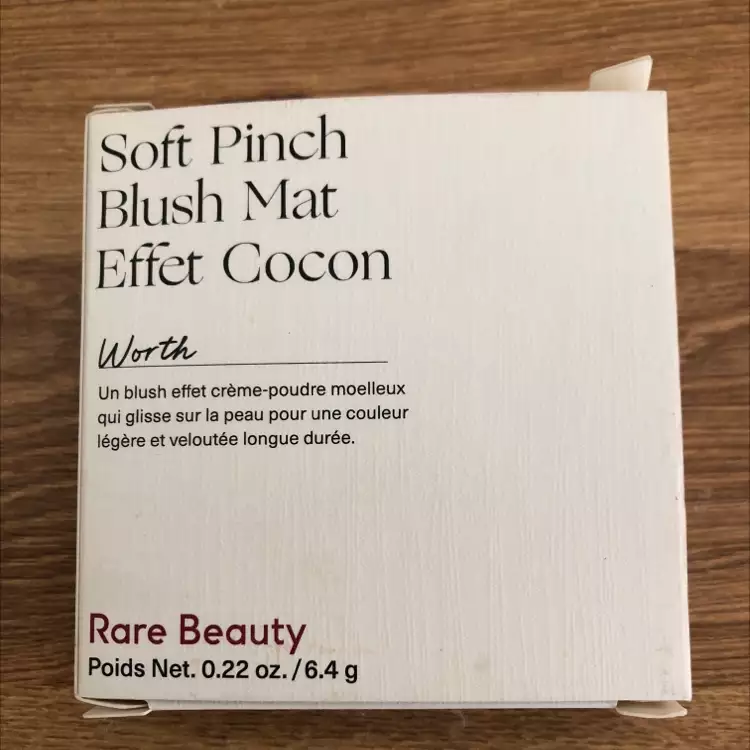 Soft Pinch
Blush Mat
Effet Cocon
Worth
Un blush effet crème-poudre moelleux
qui glisse sur la peau pour une couleur
légère et veloutée longue durée.
Rare Beauty
Poids Net. 0.22 oz./6.4 g